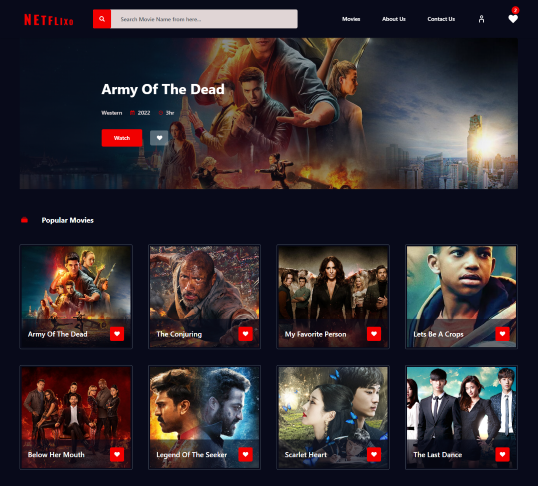 NETFLIXO
Search Movie Name from here...
Movies
About Us
Contact Us
2
Army Of The Dead
Western 2022 3hr
Watch
Popular Movies
Army Of The Dead
The Conjuring
My Favorite Person
Lets Be A Crops
Below Her Mouth
Legend Of The Seeker
Scarlet Heart
The Last Dance